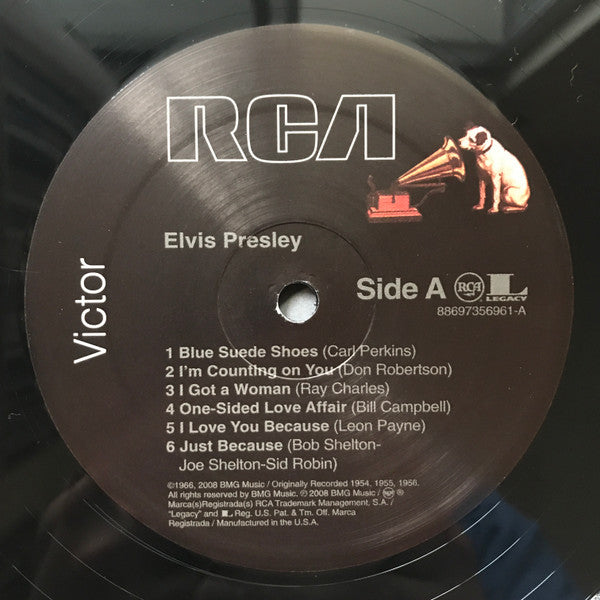 RCA
Elvis Presley
Victor
Side A RCA L LEGACY
88697356961-A
1 Blue Suede Shoes (Carl Perkins)
2 I'm Counting on You (Don Robertson)
3 I Got a Woman (Ray Charles)
4 One-Sided Love Affair (Bill Campbell)
5 I Love You Because (Leon Payne)
6 Just Because (Bob Shelton-
Joe Shelton-Sid Robin)
©1966, 2008 BMG Music / Originally Recorded 1954, 1955, 1956.
All rights reserved by BMG Music. ℗ 2008 BMG Music / RCA ®
Marca(s)Registrada(s) RCA Trademark Management, S.A. /
"Legacy" and L Reg. U.S. Pat. & Tm. Off. Marca
Registrada / Manufactured in the U.S.A.